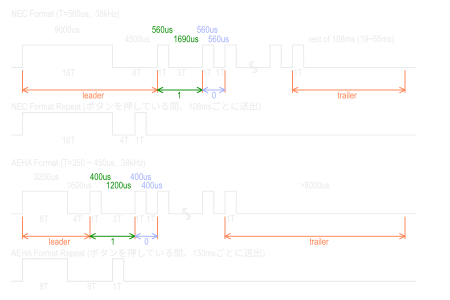 NEC Format (T=560us, 38kHz)
9000us 4500us 560us 1690us 560us 560us rest of 108ms (19~55ms)
16T 8T 1T 3T 1T 1T 1T
leader 1 0 trailer
NEC Format Repeat (ボタンを押している間、108msごとに送出)
16T 4T 1T
AEHA Format (T=350~450us, 38kHz)
3200us 1600us 400us 1200us 400us 400us >8000us
8T 4T 1T 3T 1T 1T 1T
leader 1 0 trailer
AEHA Format Repeat (ボタンを押している間、130msごとに送出)
8T 8T 1T